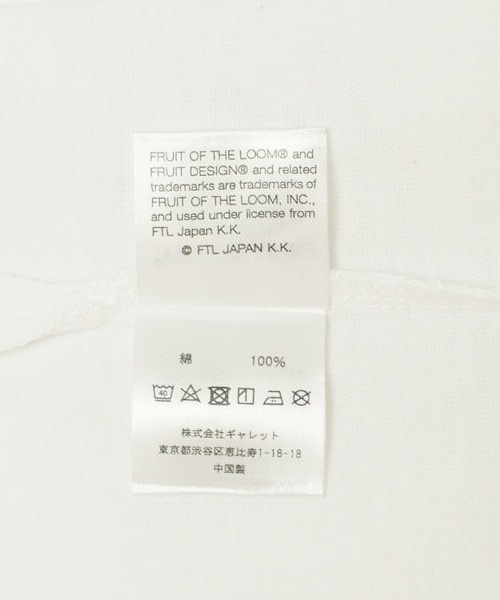 FRUIT OF THE LOOM® and
FRUIT DESIGN® and related
trademarks are trademarks of
FRUIT OF THE LOOM, INC.,
and used under license from
FTL Japan K.K.
© FTL JAPAN K.K.
綿 100%
40
株式会社ギャレット
東京都渋谷区恵比寿1-18-18
中国製